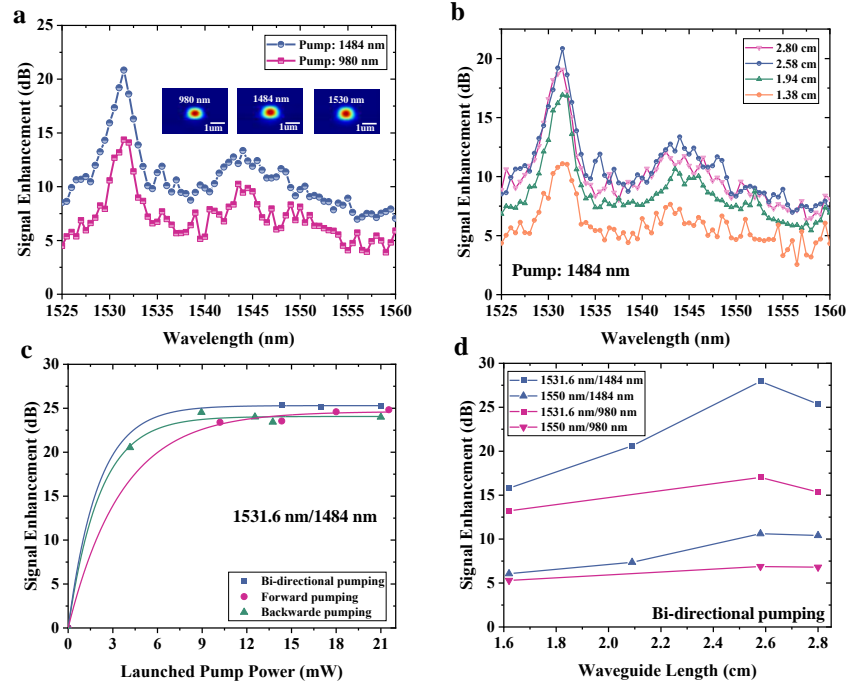 a
Signal Enhancement (dB)
30
25
20
15
10
5
0
Pump: 1484 nm
Pump: 980 nm
980 nm
1um
1484 nm
1um
1530 nm
1um
1525 1530 1535 1540 1545 1550 1555 1560
Wavelength (nm)
b
Signal Enhancement (dB)
20
15
10
5
0
2.80 cm
2.58 cm
1.94 cm
1.38 cm
Pump: 1484 nm
1525 1530 1535 1540 1545 1550 1555 1560
Wavelength (nm)
c
Signal Enhancement (dB)
30
25
20
15
10
5
0
1531.6 nm/1484 nm
Bi-directional pumping
Forward pumping
Backwarde pumping
0 3 6 9 12 15 18 21
Launched Pump Power (mW)
d
Signal Enhancement (dB)
30
25
20
15
10
5
0
1531.6 nm/1484 nm
1550 nm/1484 nm
1531.6 nm/980 nm
1550 nm/980 nm
Bi-directional pumping
1.6 1.8 2.0 2.2 2.4 2.6 2.8
Waveguide Length (cm)